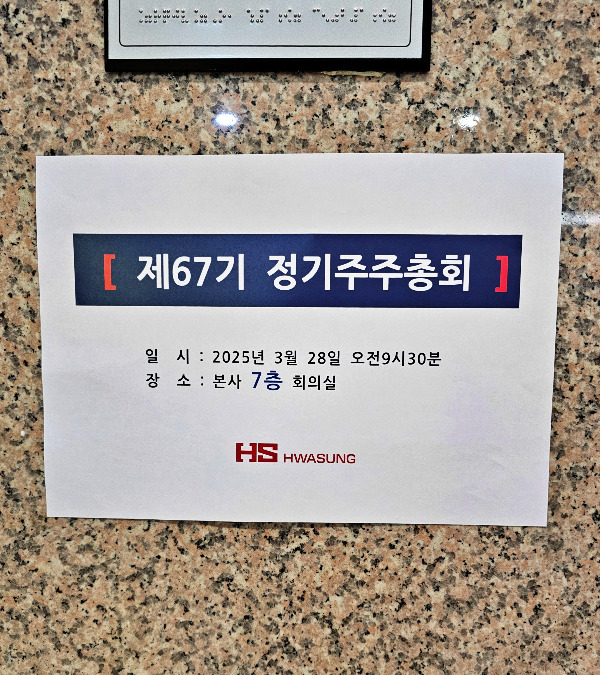 [ 제67기 정기주주총회 ]
일 시 : 2025년 3월 28일 오전9시30분
장 소 : 본사 7층 회의실
HS HWASUNG